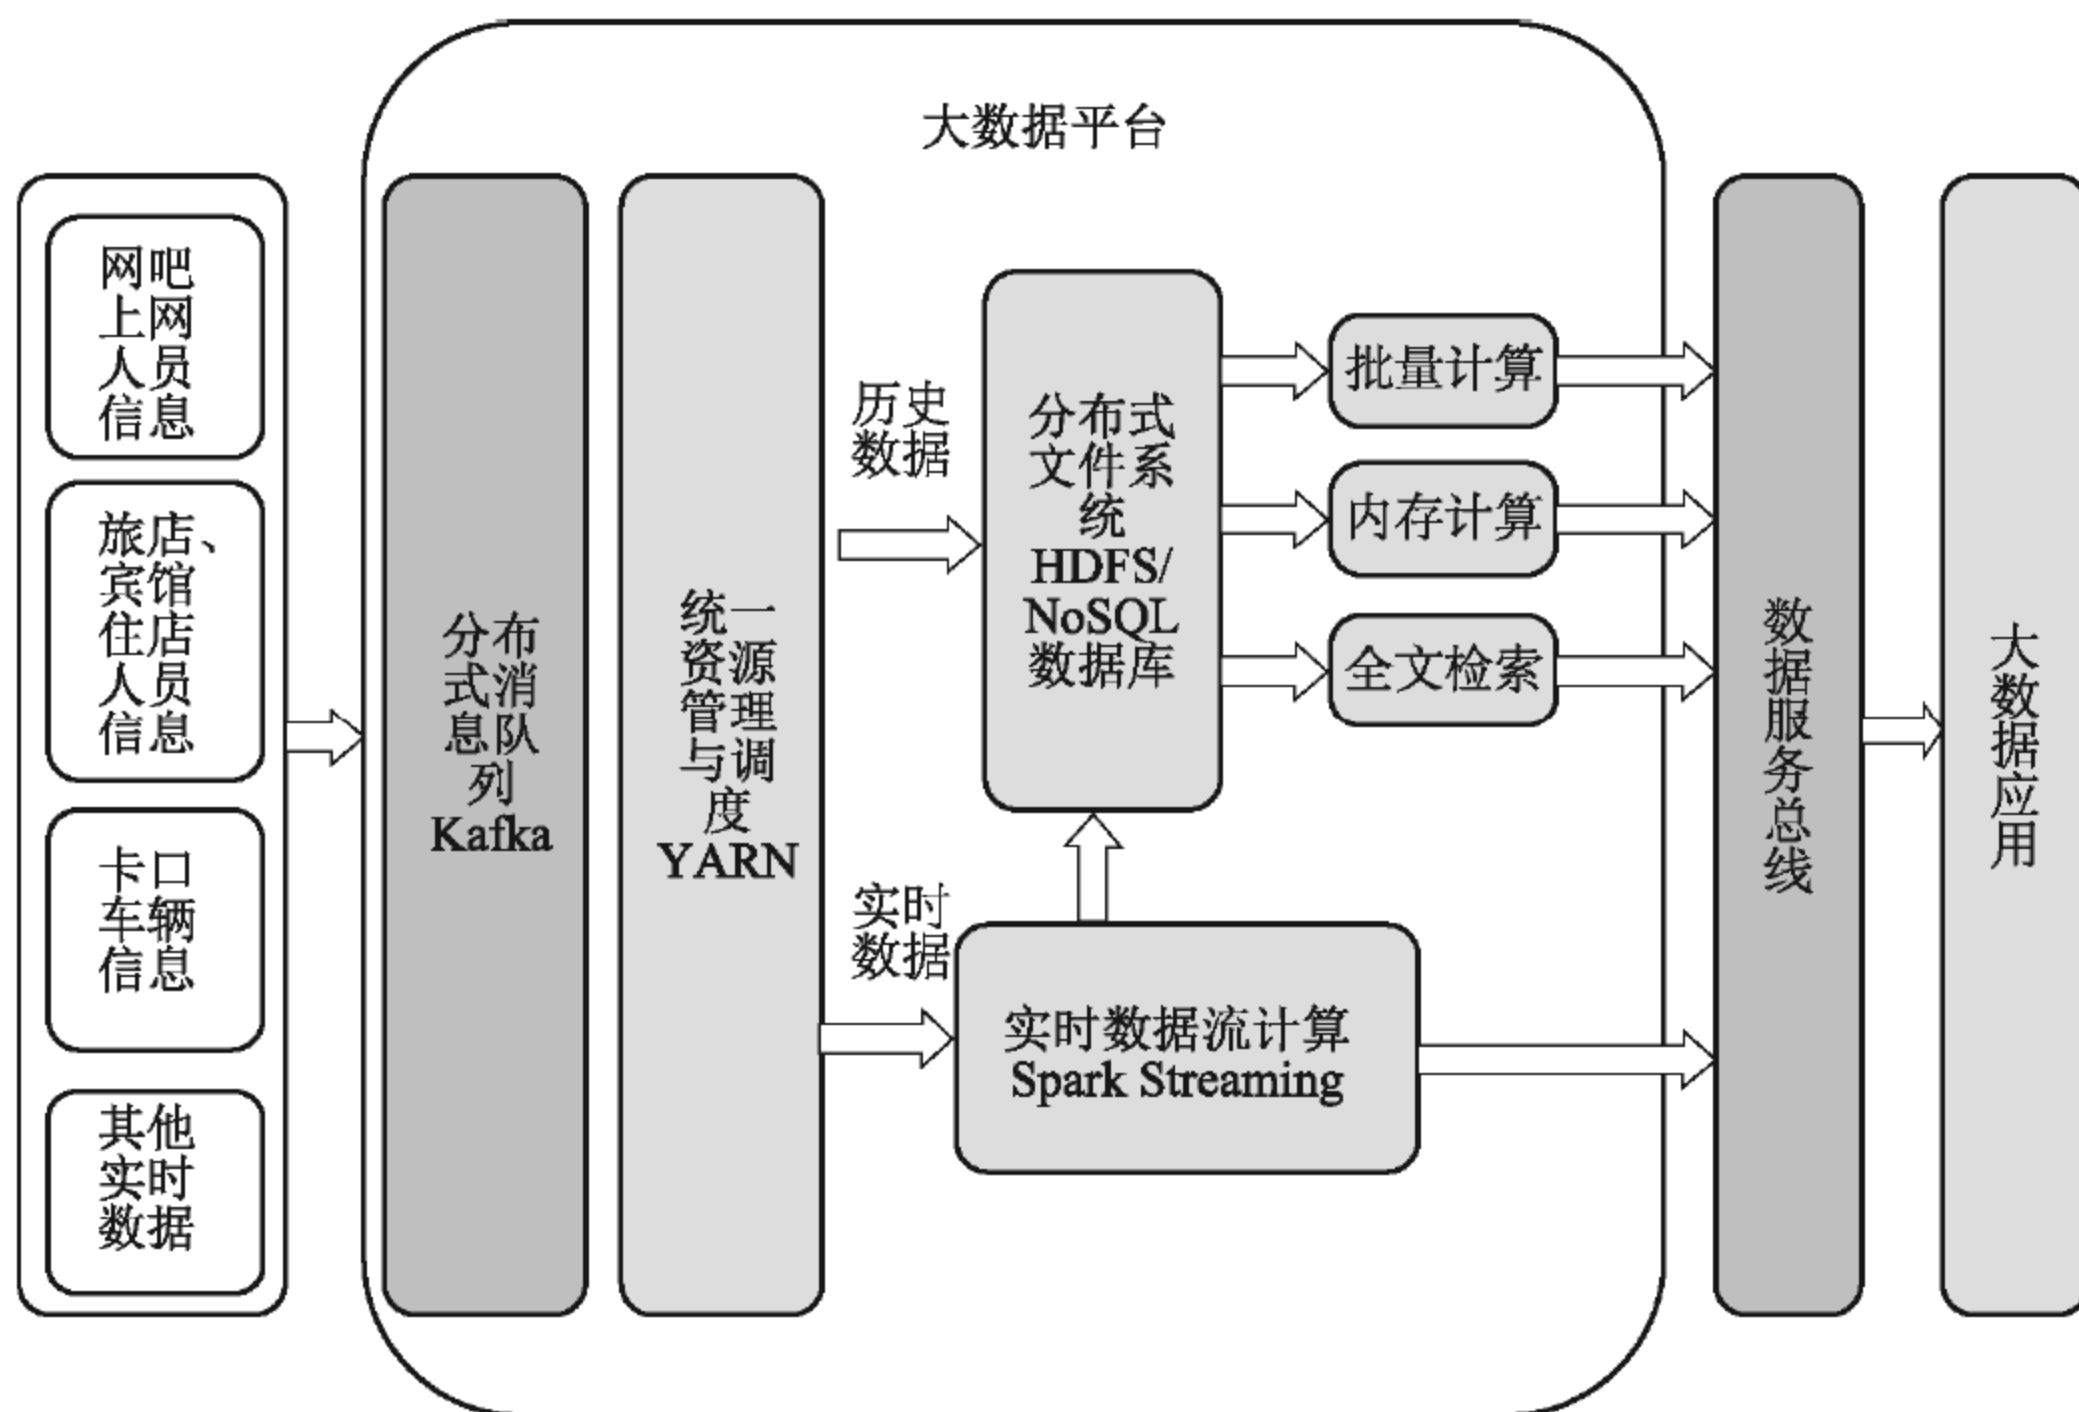 大数据平台
网吧
上网
人员
信息
旅店、
宾馆
住店
人员
信息
卡口
车辆
信息
其他
实时
数据
分布
式消
息队
列
Kafka
统一
资源
管理
与调
度
YARN
历史
数据
实时
数据
分布式
文件系
统
HDFS/
NoSQL
数据库
实时数据流计算
Spark Streaming
批量计算
内存计算
全文检索
数据服务总线
大数据应用